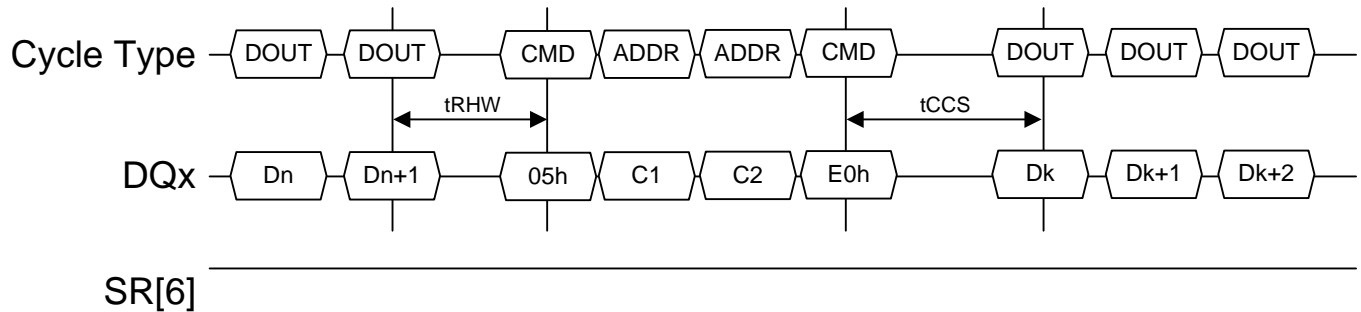 Cycle Type DOUT DOUT CMD ADDR ADDR CMD DOUT DOUT DOUT
tRHW tCCS
DQx Dn Dn+1 05h C1 C2 E0h Dk Dk+1 Dk+2
SR[6]